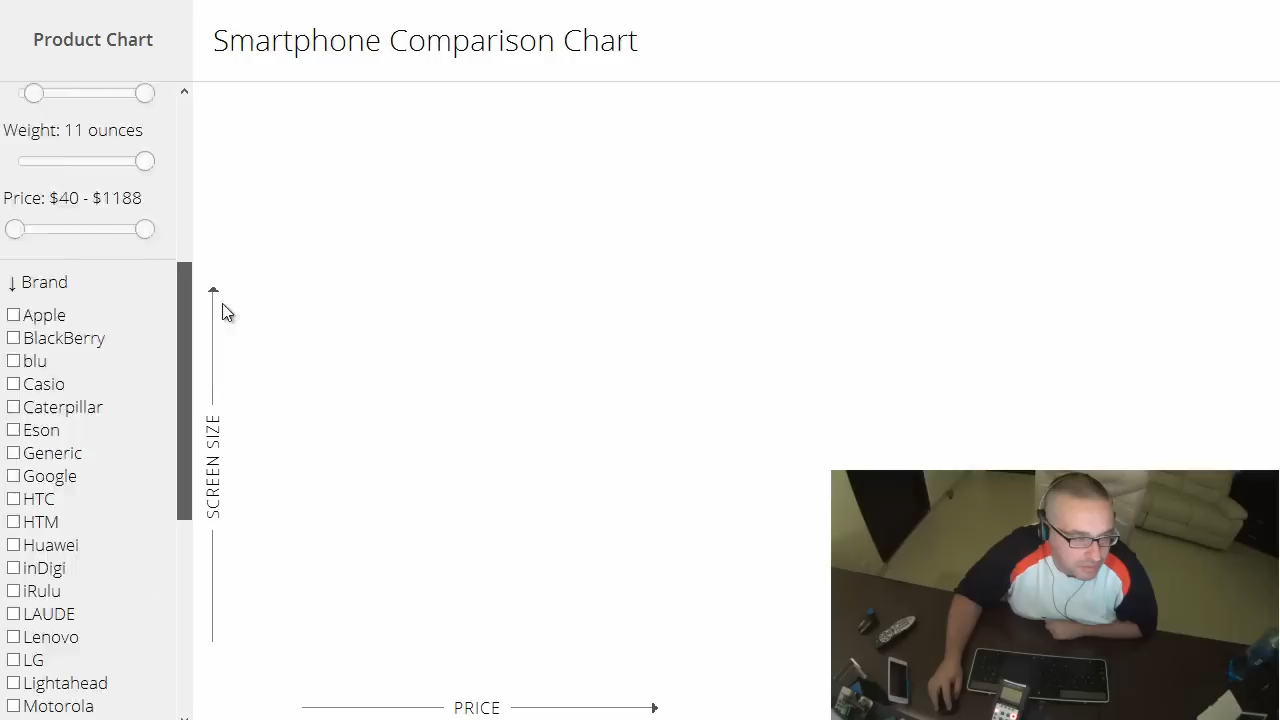 Product Chart
Smartphone Comparison Chart
Weight: 11 ounces
Price: $40 - $1188
↓ Brand
Apple
BlackBerry
blu
Casio
Caterpillar
Eson
Generic
Google
HTC
HTM
Huawei
inDigi
iRulu
LAUDE
Lenovo
LG
Lightahead
Motorola
SCREEN SIZE
PRICE